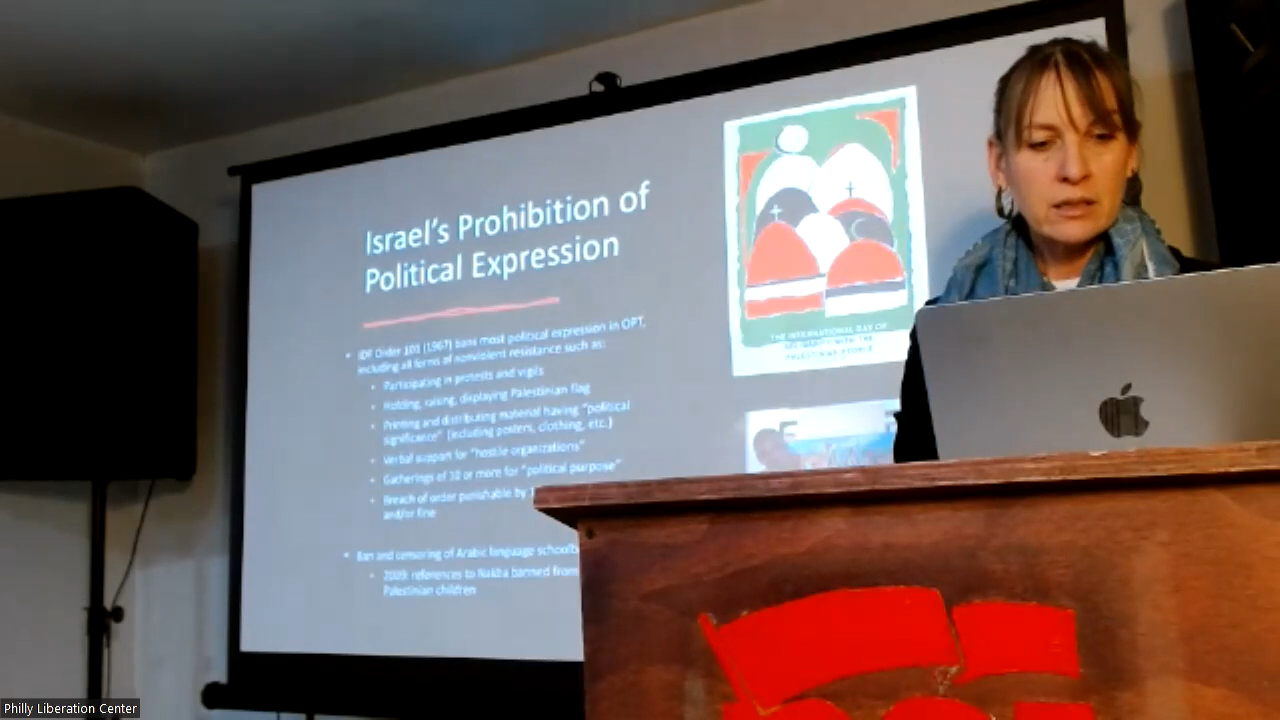 Israel's Prohibition of
Political Expression
IDF Order 101 (1967) bans most political expression in OPT,
including all forms of nonviolent resistance such as:
Participating in protests and vigils
Holding, raising, displaying Palestinian flag
Printing and distributing material having "political
significance" (including posters, clothing, etc.)
Verbal support for "hostile organizations"
Gatherings of 10 or more for "political purpose"
Breach of order punishable by
and/or fine
Ban and censoring of Arabic language
2009: references to Nakba banned from
Palestinian children
THE INTERNATIONAL DAY OF
SOLIDARITY WITH THE
PALESTINIAN PEOPLE
Philly Liberation Center